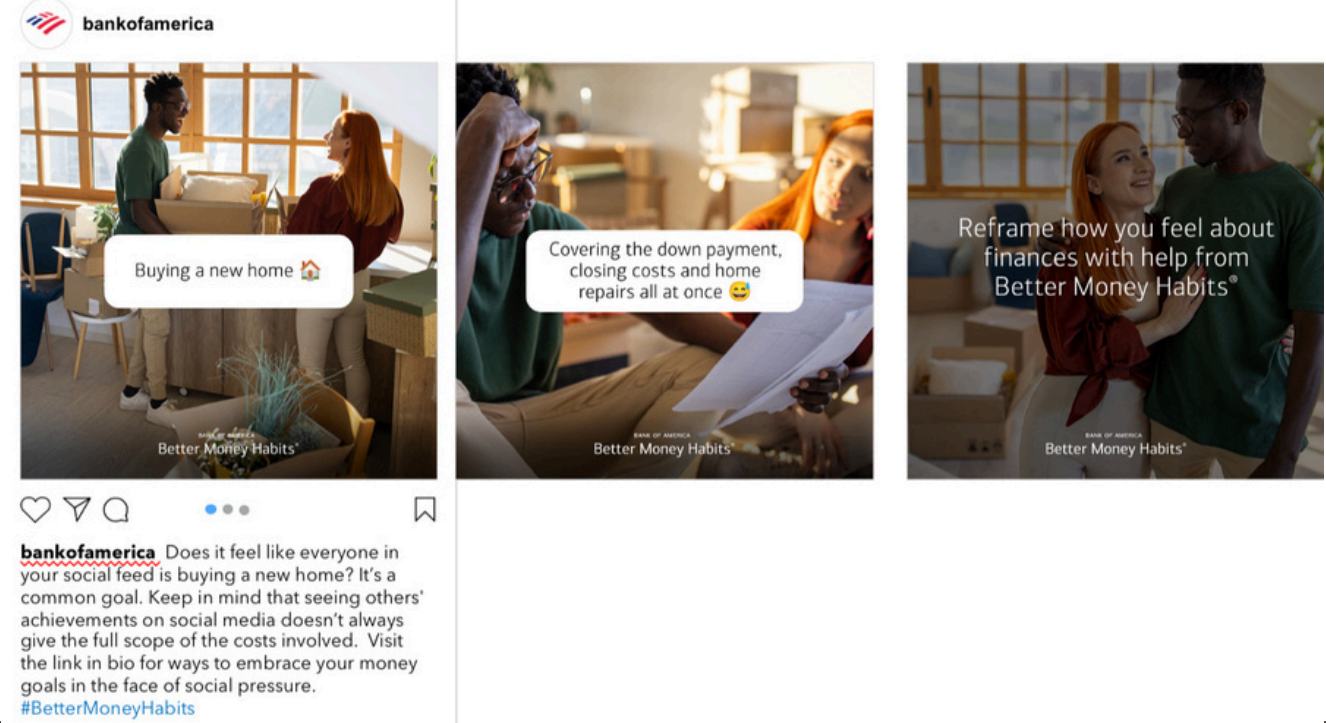 bankofamerica
Buying a new home 🏠
BANK OF AMERICA
Better Money Habits®
Covering the down payment,
closing costs and home
repairs all at once 😅
BANK OF AMERICA
Better Money Habits®
Reframe how you feel about
finances with help from
Better Money Habits®
BANK OF AMERICA
Better Money Habits®
bankofamerica Does it feel like everyone in
your social feed is buying a new home? It’s a
common goal. Keep in mind that seeing others'
achievements on social media doesn’t always
give the full scope of the costs involved.  Visit
the link in bio for ways to embrace your money
goals in the face of social pressure.
#BetterMoneyHabits